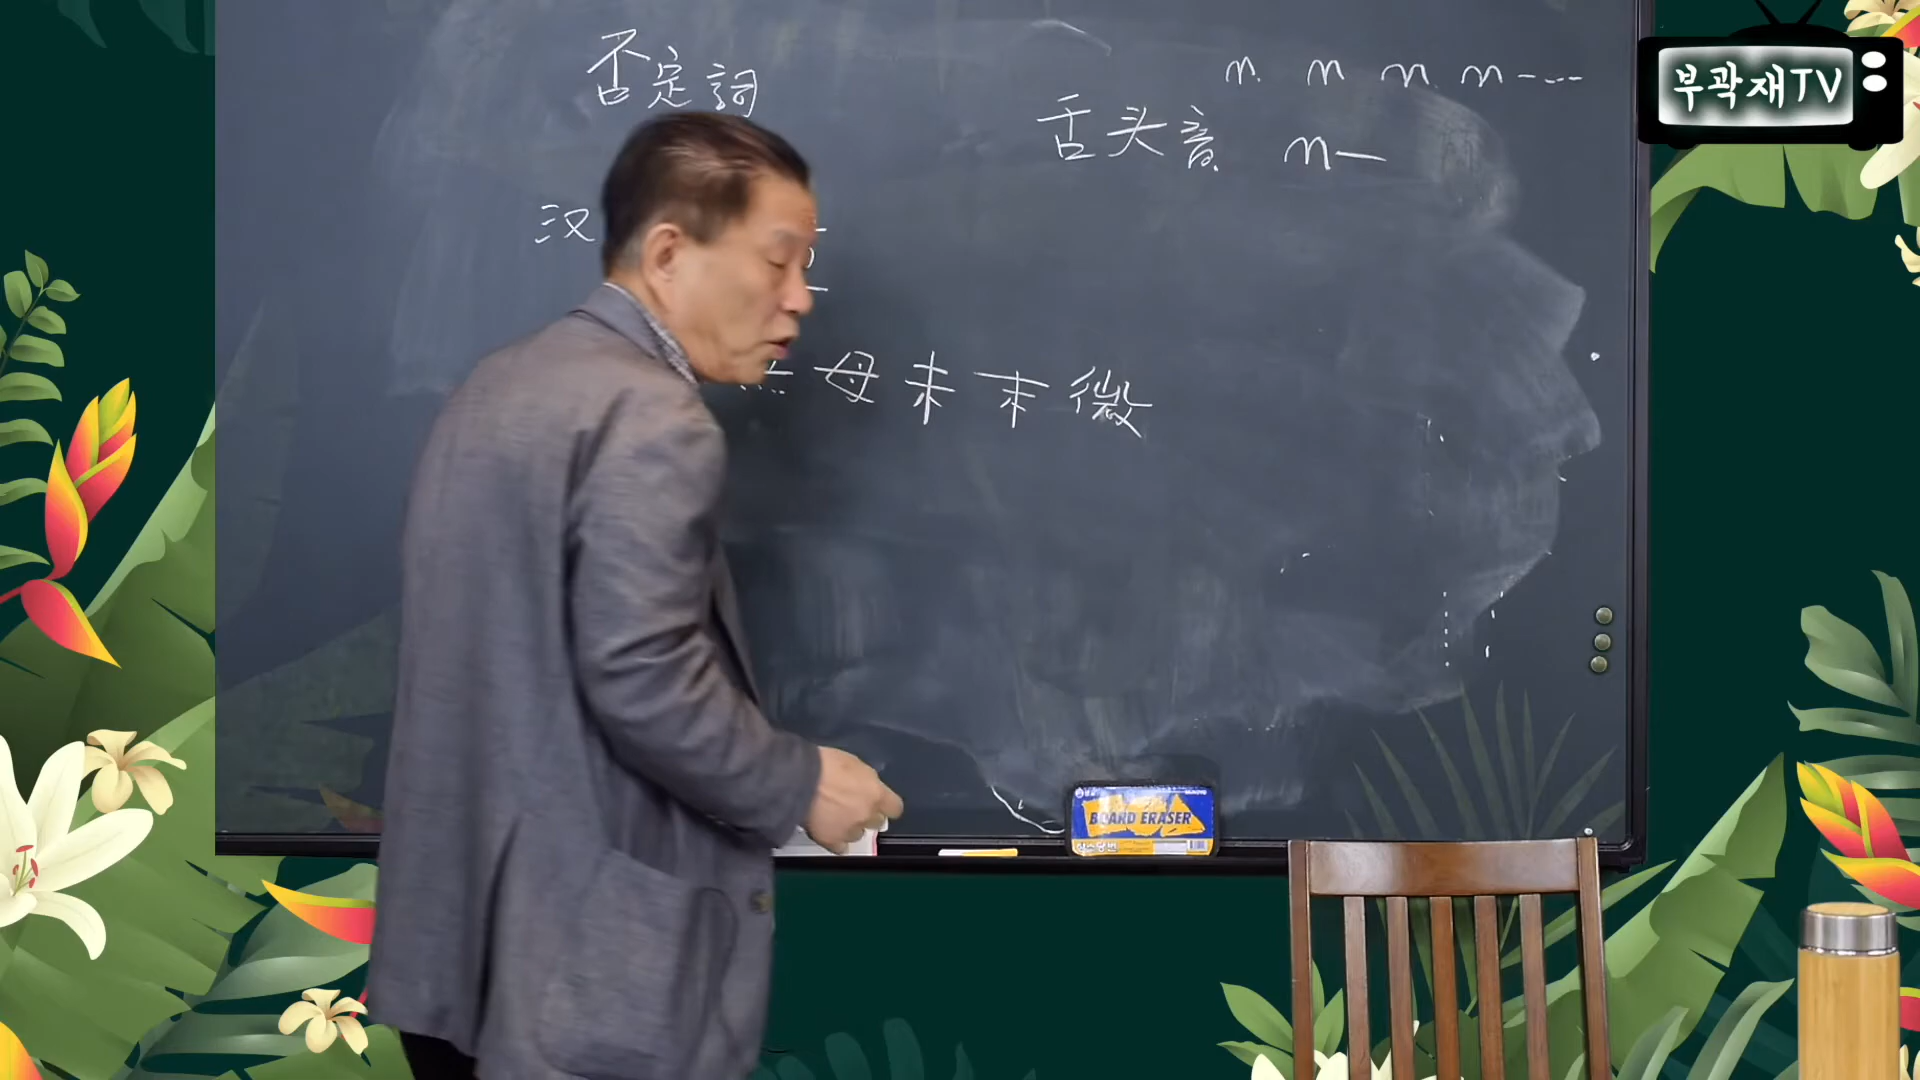 否定詞
n. n n. n -...
舌头音 n—
汉
母未末微
부곽재TV
BOARD ERASER